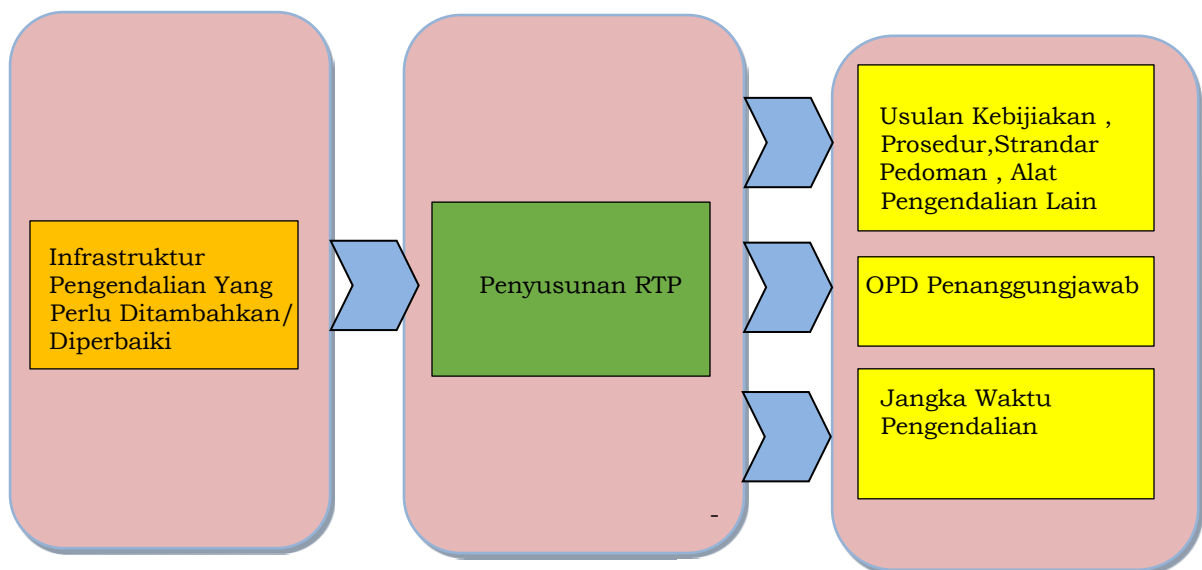 Infrastruktur
Pengendalian Yang
Perlu Ditambahkan/
Diperbaiki
Penyusunan RTP
-
Usulan Kebijiakan ,
Prosedur,Strandar
Pedoman , Alat
Pengendalian Lain
OPD Penanggungjawab
Jangka Waktu
Pengendalian